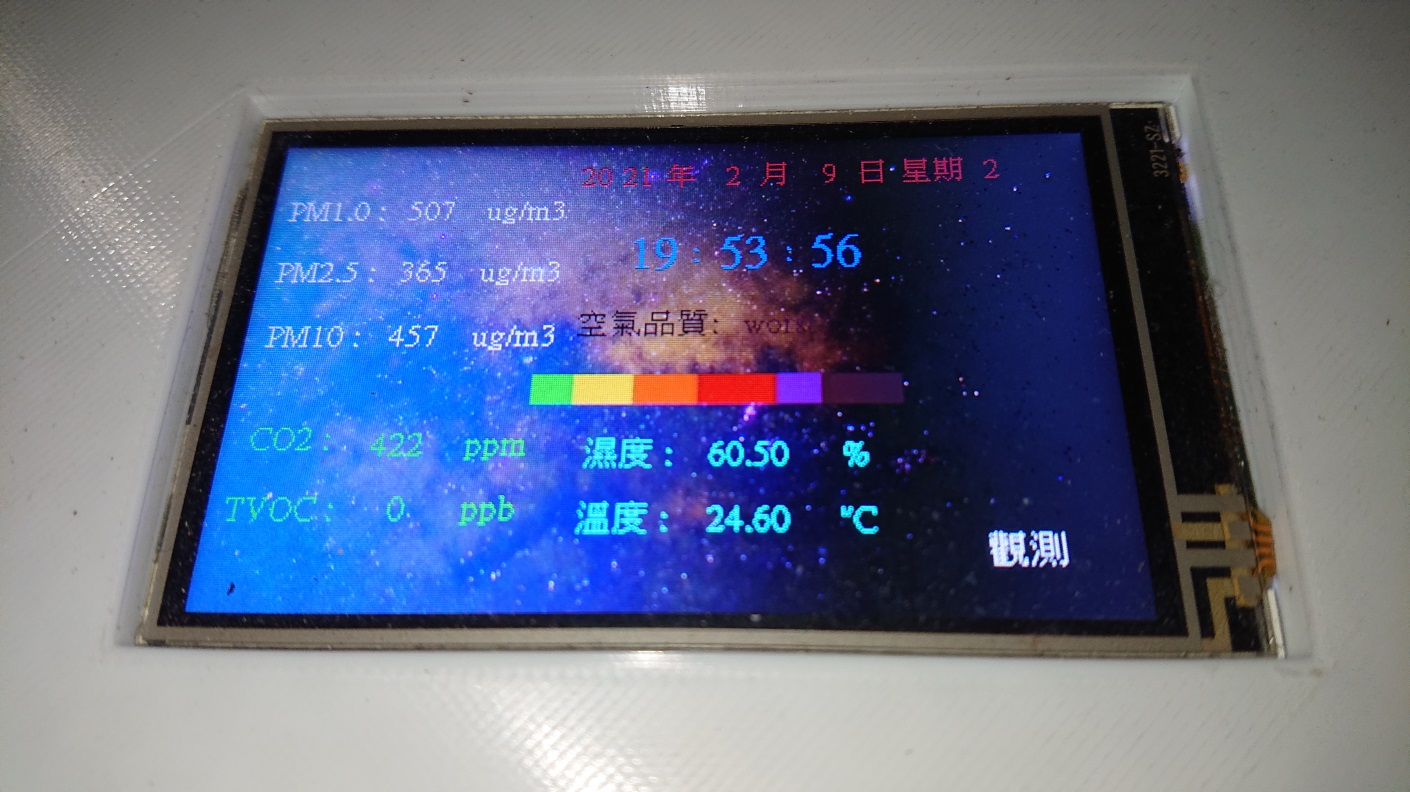 2021 年 2 月 9 日 星期 2
PM1.0 : 507 ug/m3
19 : 53 : 56
PM2.5 : 365 ug/m3
PM10 : 457 ug/m3
空氣品質:
CO2 : 422 ppm
濕度 : 60.50 %
TVOC : 0 ppb
溫度 : 24.60 °C
觀測
3221-SZ